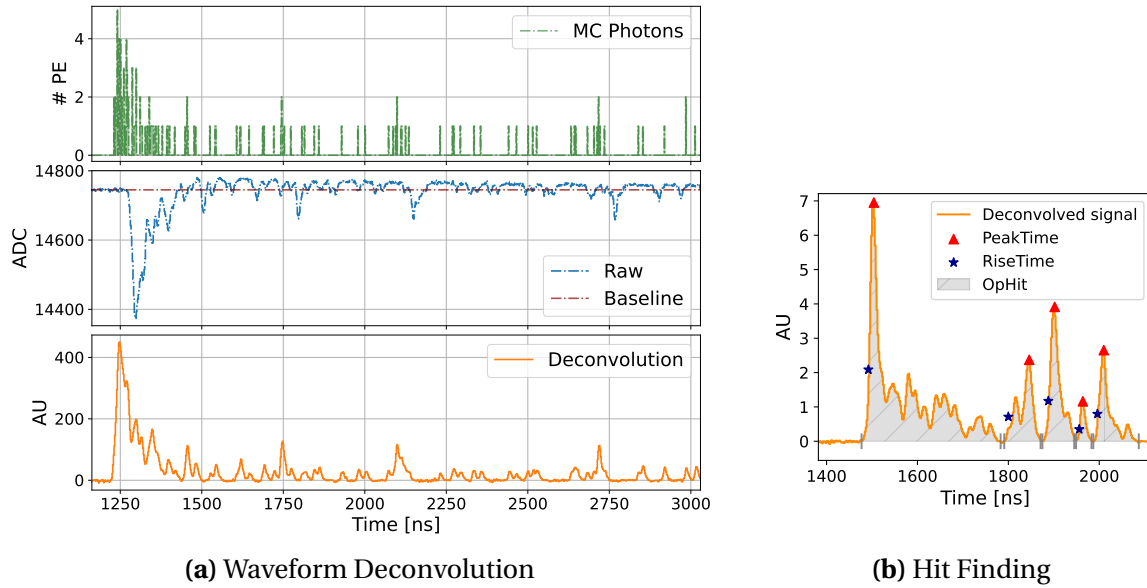 4
2
0
# PE
MC Photons
14800
14600
14400
ADC
Raw
Baseline
400
200
0
AU
Deconvolution
1250 1500 1750 2000 2250 2500 2750 3000
Time [ns]
(a) Waveform Deconvolution
7
6
5
4
3
2
1
0
AU
Deconvolved signal
PeakTime
RiseTime
OpHit
1400 1600 1800 2000
Time [ns]
(b) Hit Finding